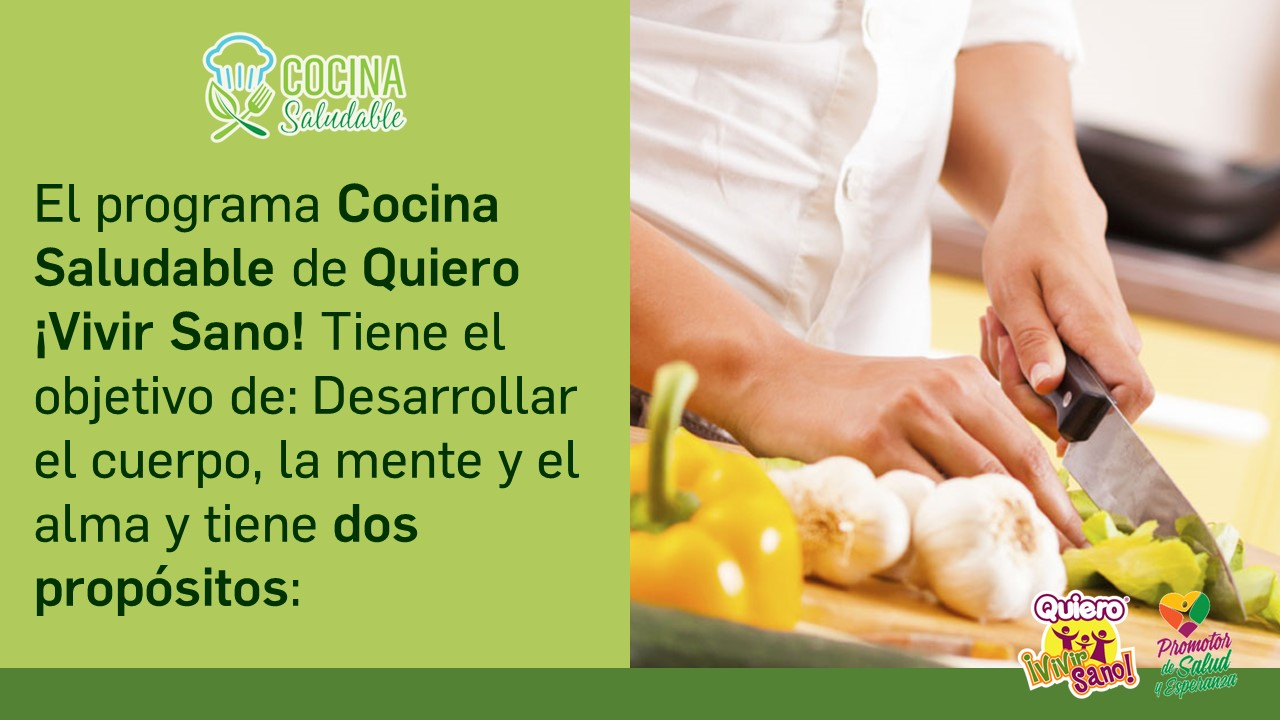 COCINA
Saludable
El programa Cocina
Saludable de Quiero
¡Vivir Sano! Tiene el
objetivo de: Desarrollar
el cuerpo, la mente y el
alma y tiene dos
propósitos:
Quiero
¡Vivir
Sano!
Promotor
de Salud
y Esperanza